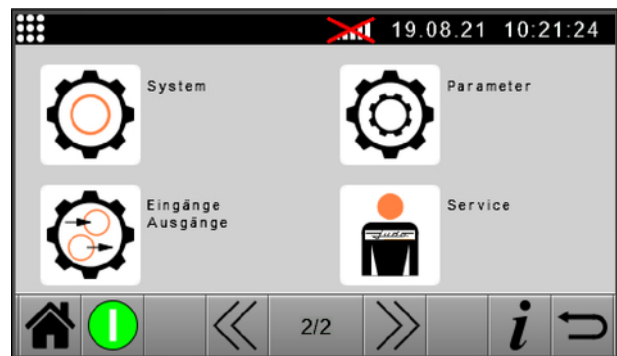 19.08.21 10:21:24
System
Parameter
Eingänge
Ausgänge
Service
Judo
2/2
i